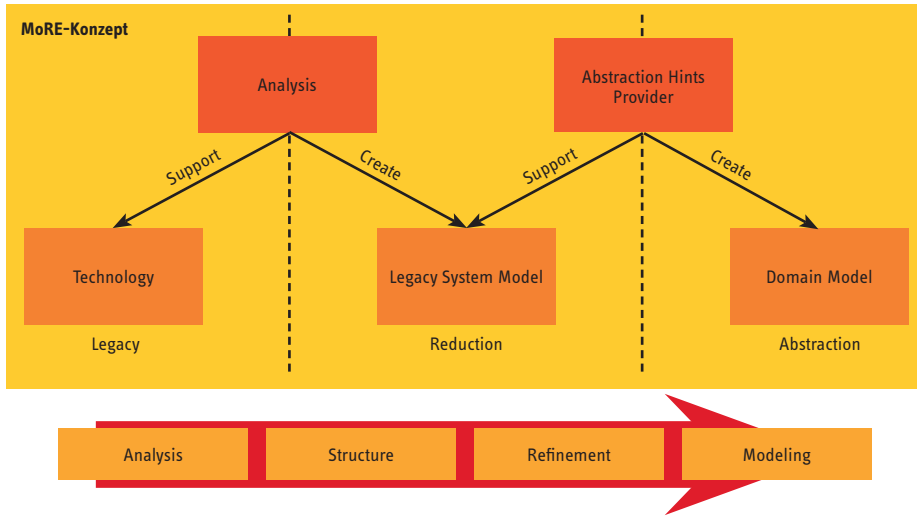 MoRE-Konzept
Analysis
Abstraction Hints
Provider
Support
Create
Support
Create
Technology
Legacy System Model
Domain Model
Legacy
Reduction
Abstraction
Analysis
Structure
Refinement
Modeling